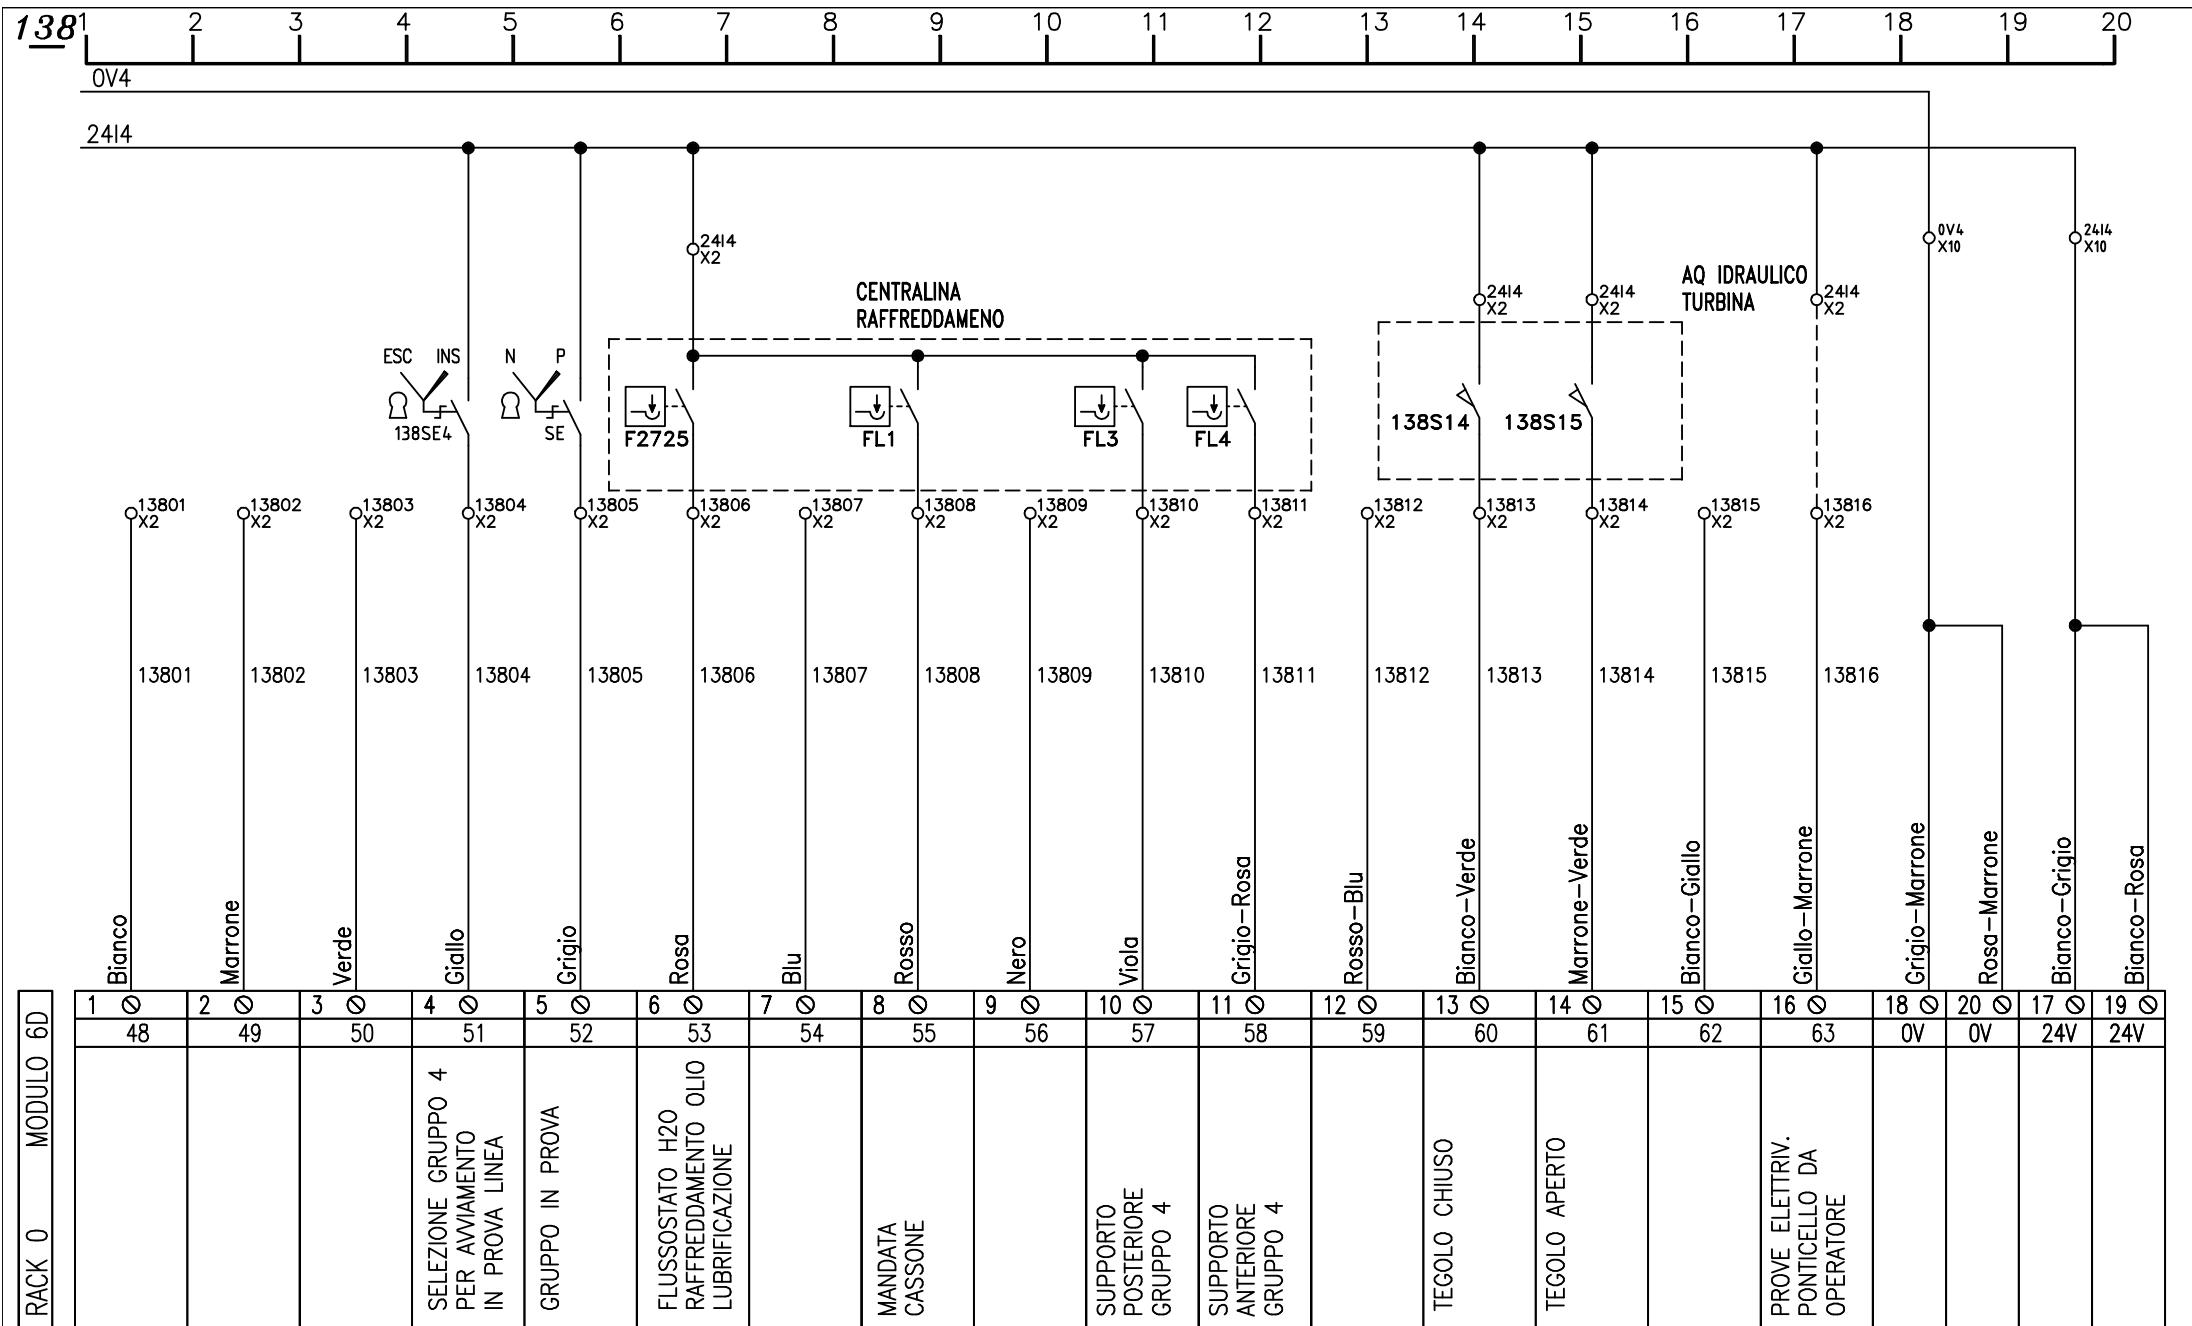 138
1 2 3 4 5 6 7 8 9 10 11 12 13 14 15 16 17 18 19 20
0V4
24I4
24I4
X2
0V4
X10
24I4
X10
CENTRALINA
RAFFREDDAMENO
24I4
X2
24I4
X2
AQ IDRAULICO
TURBINA
24I4
X2
ESC INS
138SE4
N P
SE
F2725
FL1
FL3
FL4
138S14
138S15
13801
X2
13802
X2
13803
X2
13804
X2
13805
X2
13806
X2
13807
X2
13808
X2
13809
X2
13810
X2
13811
X2
13812
X2
13813
X2
13814
X2
13815
X2
13816
X2
13801 13802 13803 13804 13805 13806 13807 13808 13809 13810 13811 13812 13813 13814 13815 13816
Bianco
Marrone
Verde
Giallo
Grigio
Rosa
Blu
Rosso
Nero
Viola
Grigio-Rosa
Rosso-Blu
Bianco-Verde
Marrone-Verde
Bianco-Giallo
Giallo-Marrone
Grigio-Marrone
Rosa-Marrone
Bianco-Grigio
Bianco-Rosa
RACK 0 MODULO 6D
1 2 3 4 5 6 7 8 9 10 11 12 13 14 15 16 18 20 17 19
48 49 50 51 52 53 54 55 56 57 58 59 60 61 62 63 0V 0V 24V 24V
SELEZIONE GRUPPO 4
PER AVVIAMENTO
IN PROVA LINEA
GRUPPO IN PROVA
FLUSSOSTATO H2O
RAFFREDDAMENTO OLIO
LUBRIFICAZIONE
MANDATA
CASSONE
SUPPORTO
POSTERIORE
GRUPPO 4
SUPPORTO
ANTERIORE
GRUPPO 4
TEGOLO CHIUSO
TEGOLO APERTO
PROVE ELETTRIV.
PONTICELLO DA
OPERATORE